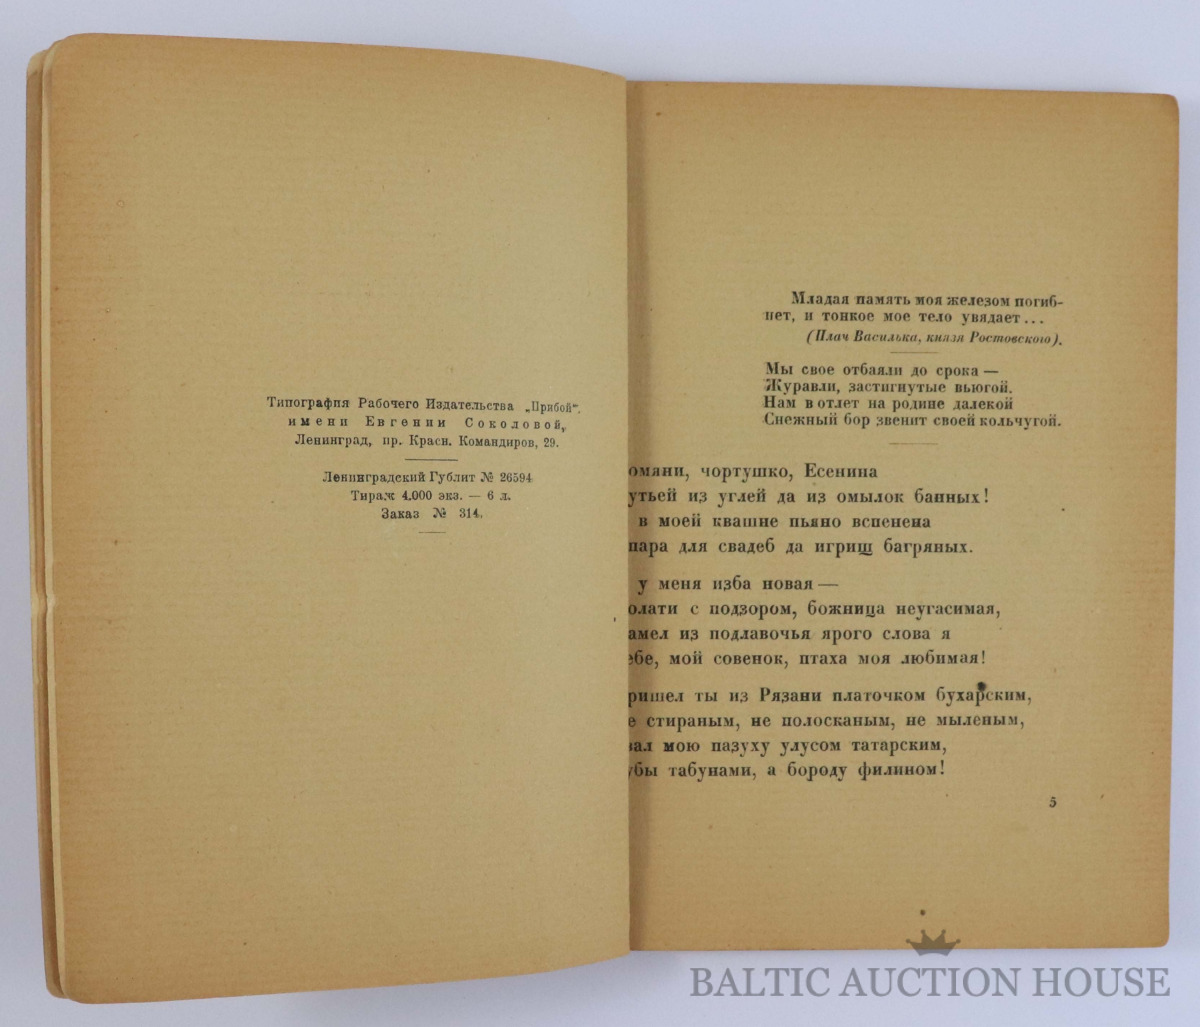 Типография Рабочего Издательства „Прибой“,
имени Евгении Соколовой,
Ленинград, пр. Красн. Командиров, 29.
Ленинградский Гублит № 26594
Тираж 4.000 экз. — 6 л.
Заказ № 314.
Младая память моя железом погиб-
нет, и тонкое мое тело увядает...
(Плач Василька, князя Ростовского).
Мы свое отбаяли до срока —
Журавли, застигнутые вьюгой.
Нам в отлет на родине далекой
Снежный бор звенит своей кольчугой.
омяни, чортушко, Есенина
утьей из углей да из омылок банных!
в моей квашне пьяно вспенена
пара для свадеб да игрищ багряных.
у меня изба новая —
олати с подзором, божница неугасимая,
амел из подлавочья ярого слова я
ебе, мой совенок, птаха моя любимая!
ришел ты из Рязани платочком бухарским,
е стираным, не полосканым, не мыленым,
вал мою пазуху улусом татарским,
убы табунами, а бороду филином!
5
BALTIC AUCTION HOUSE